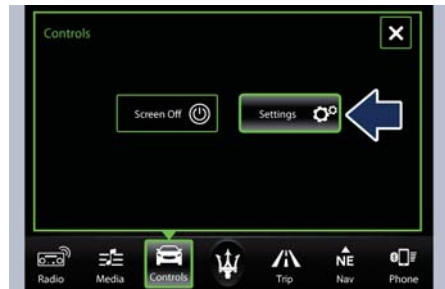 Controls
Screen Off
Settings
NE
Radio
Media
Controls
Trip
Nav
Phone